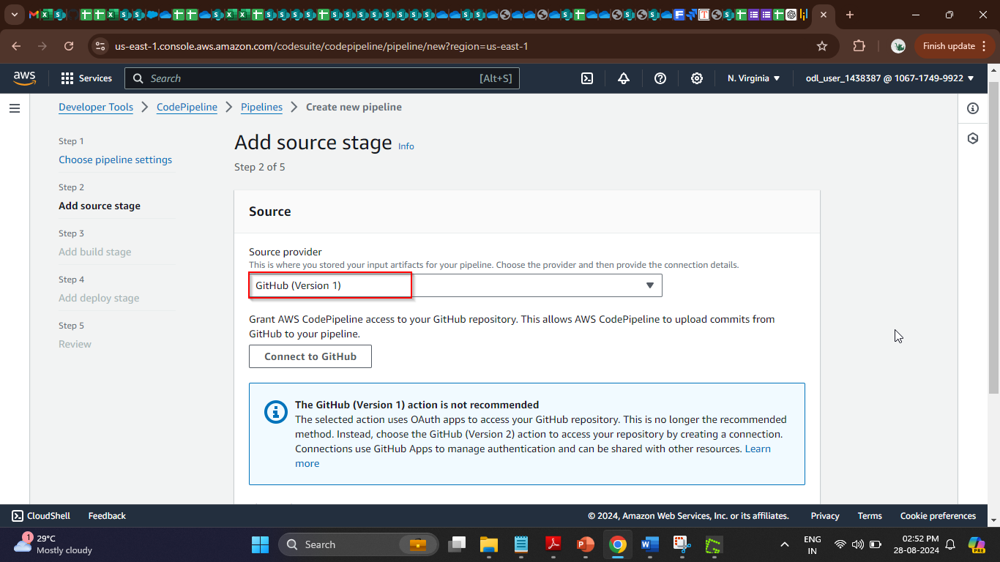 us-east-1.console.aws.amazon.com/codesuite/codepipeline/pipeline/new?region=us-east-1
Finish update
aws
Services
Search
[Alt+S]
N. Virginia
odl_user_1438387 @ 1067-1749-9922
Developer Tools
CodePipeline
Pipelines
Create new pipeline
Step 1
Choose pipeline settings
Step 2
Add source stage
Step 3
Add build stage
Step 4
Add deploy stage
Step 5
Review
Add source stage Info
Step 2 of 5
Source
Source provider
This is where you stored your input artifacts for your pipeline. Choose the provider and then provide the connection details.
GitHub (Version 1)
Grant AWS CodePipeline access to your GitHub repository. This allows AWS CodePipeline to upload commits from
GitHub to your pipeline.
Connect to GitHub
The GitHub (Version 1) action is not recommended
The selected action uses OAuth apps to access your GitHub repository. This is no longer the recommended
method. Instead, choose the GitHub (Version 2) action to access your repository by creating a connection.
Connections use GitHub Apps to manage authentication and can be shared with other resources. Learn
more
CloudShell
Feedback
© 2024, Amazon Web Services, Inc. or its affiliates.
Privacy
Terms
Cookie preferences
1
29°C
Mostly cloudy
Search
ENG
IN
02:52 PM
28-08-2024
PRE